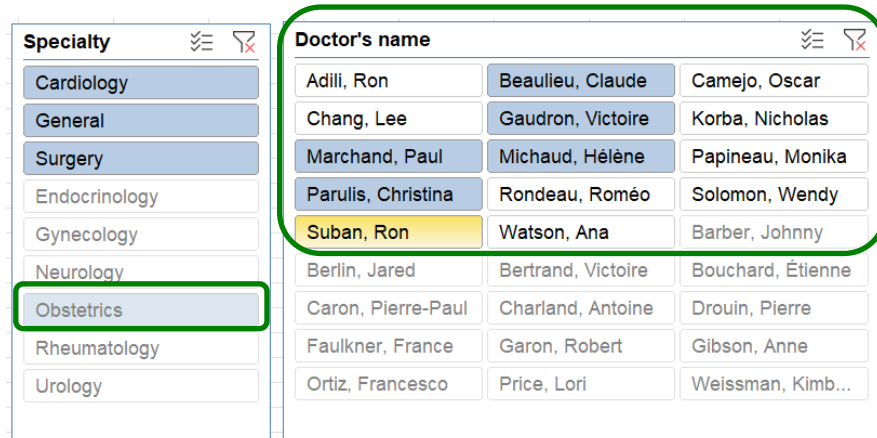 Specialty
Cardiology
General
Surgery
Endocrinology
Gynecology
Neurology
Obstetrics
Rheumatology
Urology
Doctor's name
Adili, Ron
Beaulieu, Claude
Camejo, Oscar
Chang, Lee
Gaudron, Victoire
Korba, Nicholas
Marchand, Paul
Michaud, Hélène
Papineau, Monika
Parulis, Christina
Rondeau, Roméo
Solomon, Wendy
Suban, Ron
Watson, Ana
Barber, Johnny
Berlin, Jared
Bertrand, Victoire
Bouchard, Étienne
Caron, Pierre-Paul
Charland, Antoine
Drouin, Pierre
Faulkner, France
Garon, Robert
Gibson, Anne
Ortiz, Francesco
Price, Lori
Weissman, Kimb...